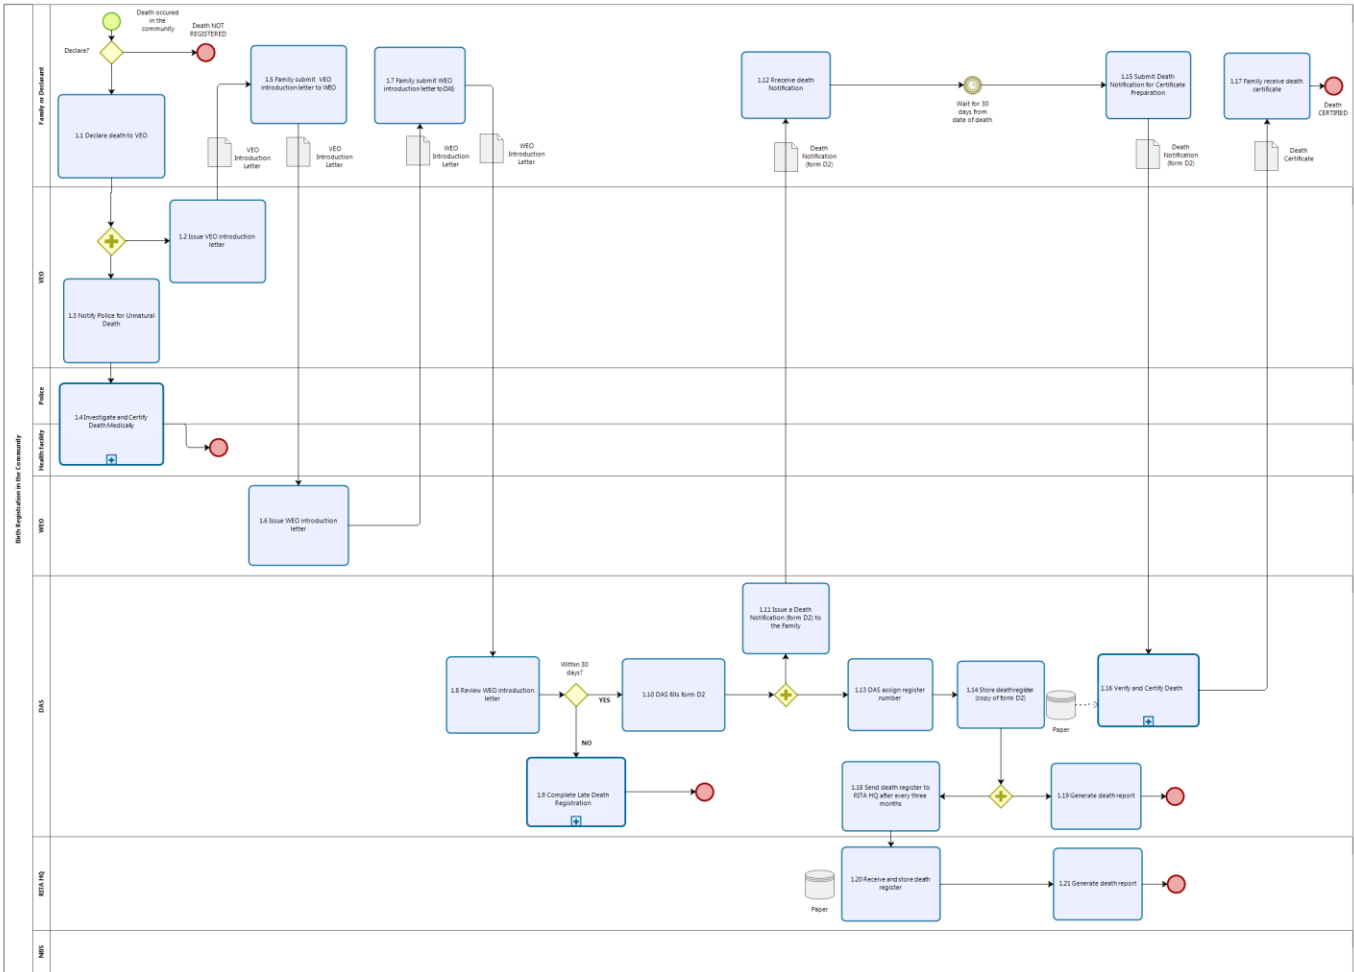 Birth Registration in the Community
Family or Declarant
Death occured
in the
community
Declare?
Death NOT
REGISTERED
1.1 Declare death to VEO
1.5 Family submit VEO
introduction letter to WEO
1.7 Family submit WEO
introduction letter to DAS
VEO
Introduction
Letter
VEO
Introduction
Letter
WEO
Introduction
Letter
WEO
Introduction
Letter
1.12 Rreceive death
Notification
Death
Notification
(form D2)
Wait for 30
days from
date of death
1.15 Submit Death
Notification for Certificate
Preparation
Death
Notification
(form D2)
1.17 Family receive death
certificate
Death
CERTIFIED
Death
Certificate
VEO
1.2 Issue VEO introduction
letter
1.3 Notify Police for Unnatural
Death
Police
1.4 Investigate and Certify
Death Medically
Health facility
WEO
1.6 Issue WEO introduction
letter
DAS
1.8 Review WEO introduction
letter
Within 30
days?
YES
NO
1.9 Complete Late Death
Registration
1.10 DAS fills form D2
1.11 Issue a Death
Notification (form D2) to
the Family
1.13 DAS assign register
number
1.14 Store deathregister
(copy of form D2)
Paper
1.16 Verify and Certify Death
1.18 Send death register to
RITA HQ after every three
months
1.19 Generate death report
RITA HQ
Paper
1.20 Receive and store death
register
1.21 Generate death report
NBS